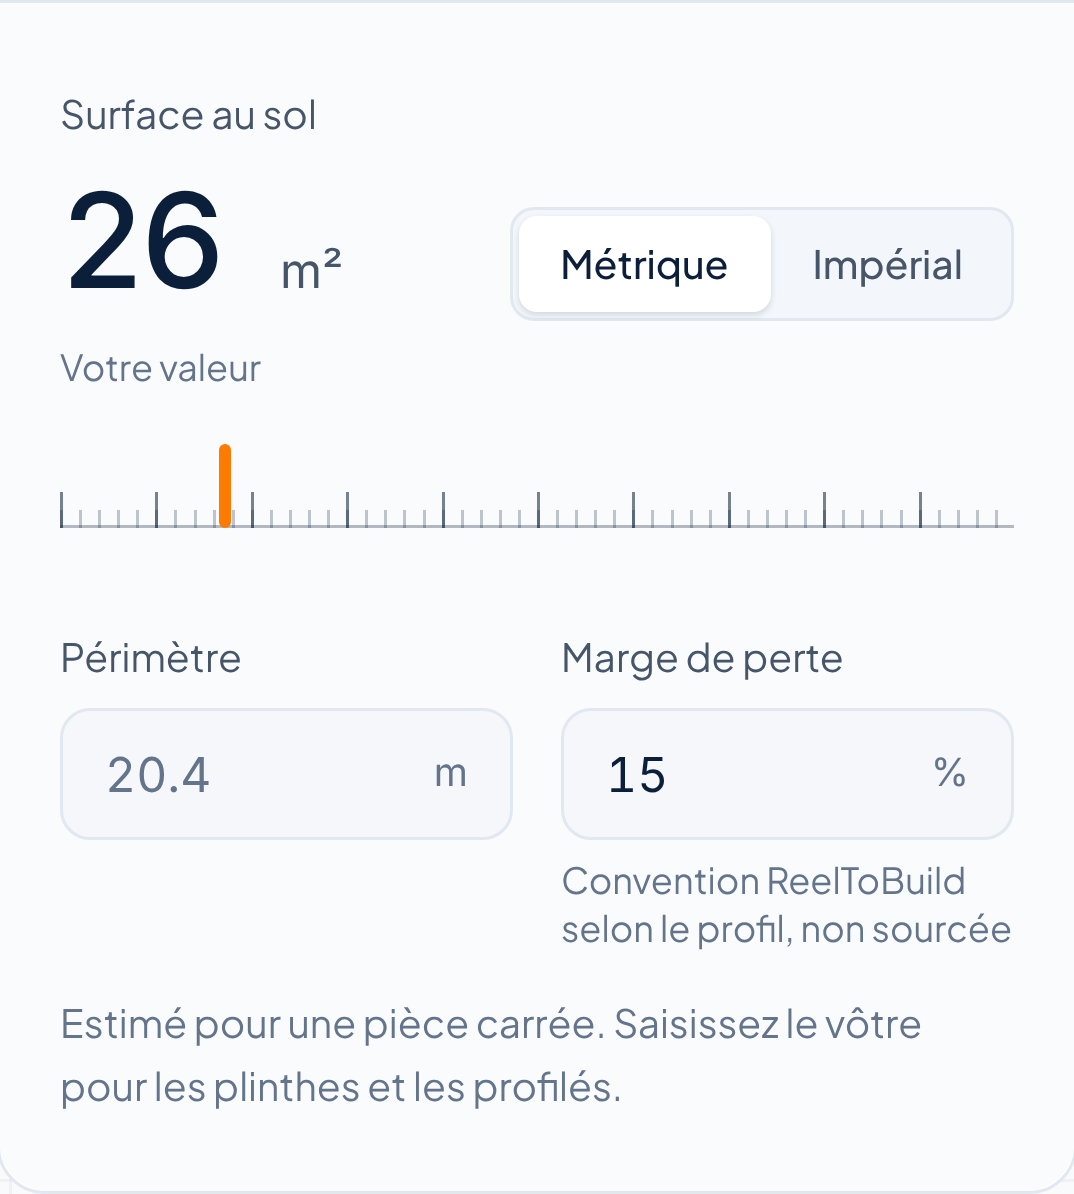 Surface au sol
26 m²
Métrique Impérial
Votre valeur
Périmètre
Marge de perte
20.4 m
15 %
Convention ReelToBuild
selon le profil, non sourcée
Estimé pour une pièce carrée. Saisissez le vôtre
pour les plinthes et les profilés.